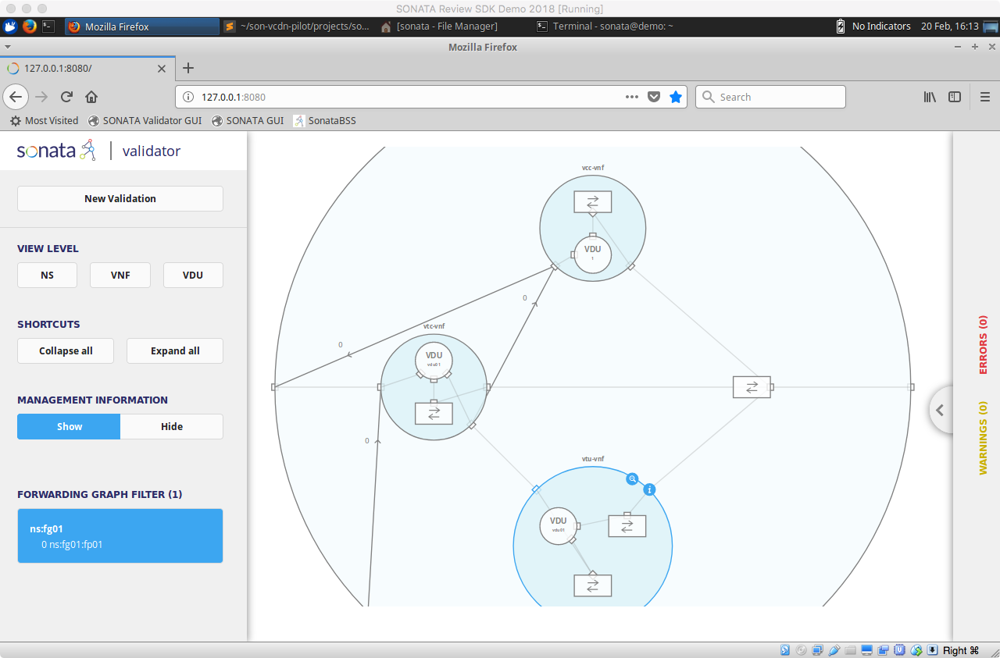 SONATA Review SDK Demo 2018 [Running]
Mozilla Firefox
~/son-vcdn-pilot/projects/so...
[sonata - File Manager]
Terminal - sonata@demo: ~
No Indicators
20 Feb, 16:13
Mozilla Firefox
127.0.0.1:8080/
127.0.0.1:8080
Search
Most Visited
SONATA Validator GUI
SONATA GUI
SonataBSS
sonata | validator
New Validation
VIEW LEVEL
NS
VNF
VDU
SHORTCUTS
Collapse all
Expand all
MANAGEMENT INFORMATION
Show
Hide
FORWARDING GRAPH FILTER (1)
ns:fg01
0 ns:fg01:fp01
vcc-vnf
VDU
1
0
vtc-vnf
0
VDU
vdu01
0
vtu-vnf
VDU
vdu01
ERRORS (0)
WARNINGS (0)
Right ⌘